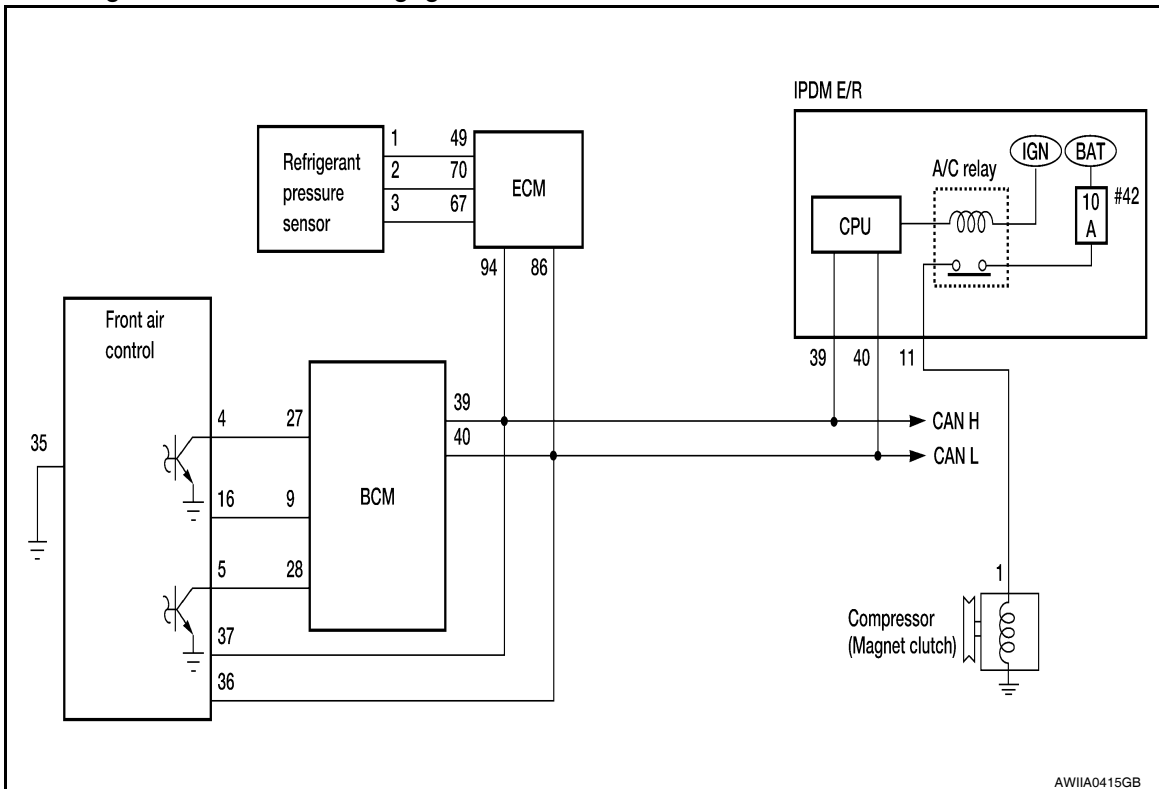 IPDM E/R
A/C relay
IGN
BAT
10
A
#42
CPU
Refrigerant
pressure
sensor
1
2
3
49
70
67
ECM
94
86
39
40
11
Front air
control
35
4
27
16
9
5
28
37
36
BCM
39
40
CAN H
CAN L
1
Compressor
(Magnet clutch)
AWIIA0415GB